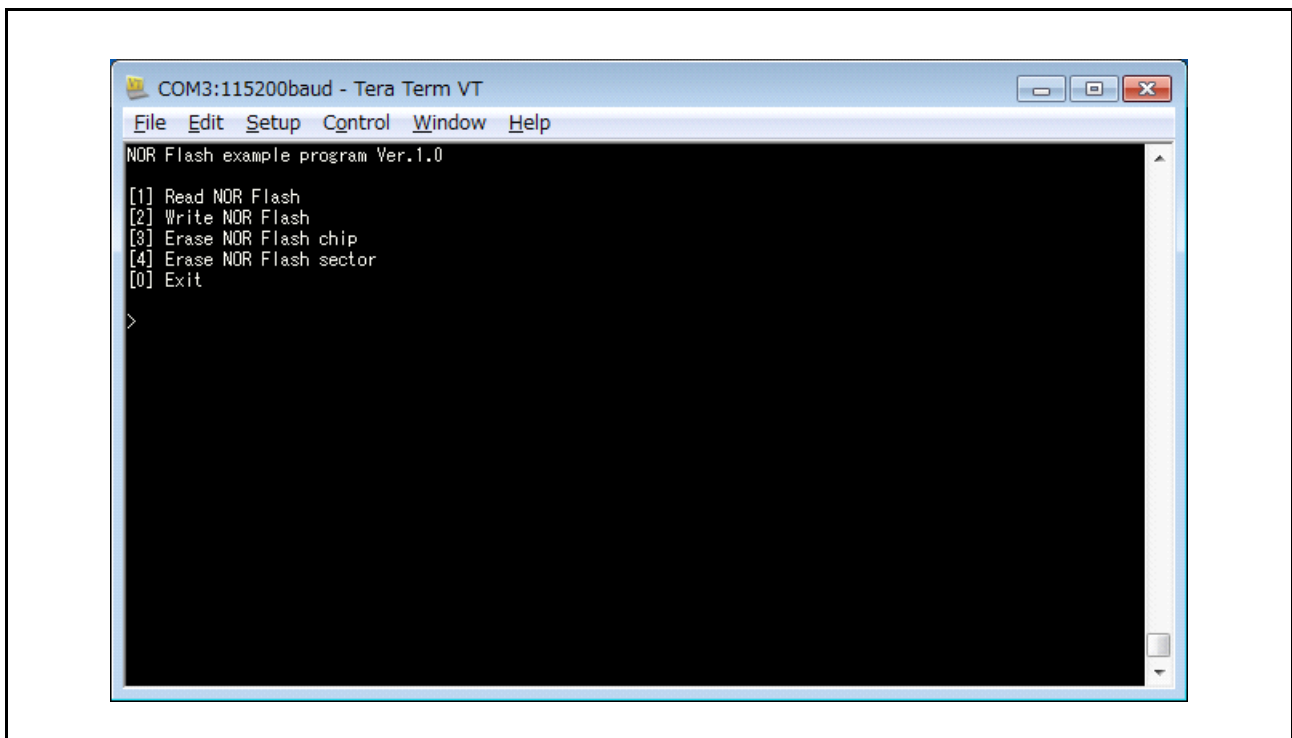 COM3:115200baud - Tera Term VT
File Edit Setup Control Window Help
NOR Flash example program Ver.1.0
[1] Read NOR Flash
[2] Write NOR Flash
[3] Erase NOR Flash chip
[4] Erase NOR Flash sector
[0] Exit
>